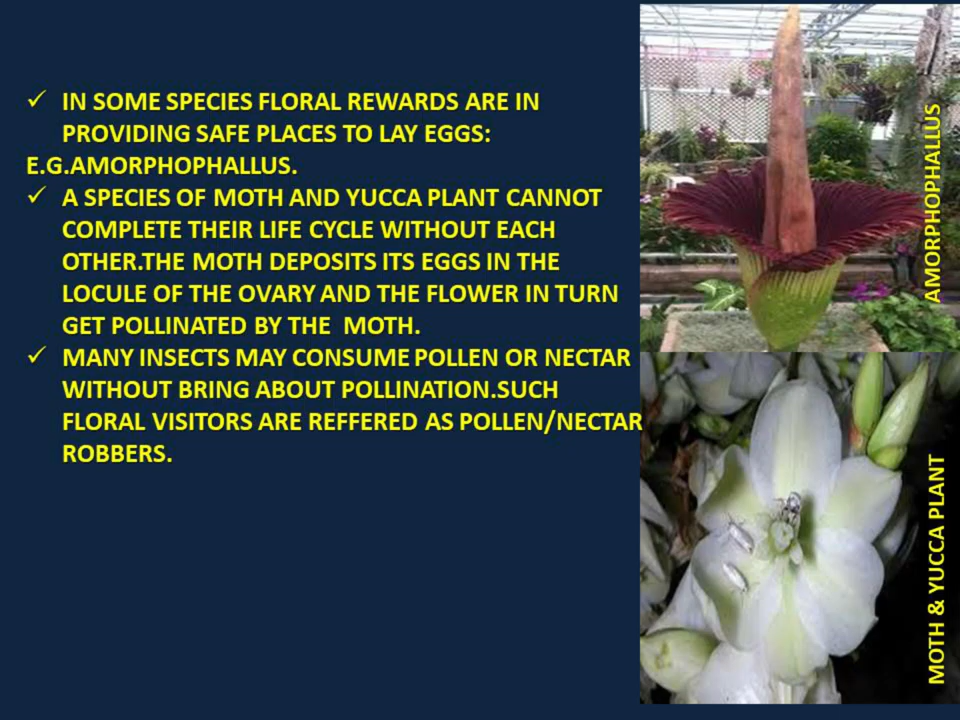 ✓ IN SOME SPECIES FLORAL REWARDS ARE IN
PROVIDING SAFE PLACES TO LAY EGGS:
E.G.AMORPHOPHALLUS.
✓ A SPECIES OF MOTH AND YUCCA PLANT CANNOT
COMPLETE THEIR LIFE CYCLE WITHOUT EACH
OTHER.THE MOTH DEPOSITS ITS EGGS IN THE
LOCULE OF THE OVARY AND THE FLOWER IN TURN
GET POLLINATED BY THE MOTH.
✓ MANY INSECTS MAY CONSUME POLLEN OR NECTAR
WITHOUT BRING ABOUT POLLINATION.SUCH
FLORAL VISITORS ARE REFFERED AS POLLEN/NECTAR
ROBBERS.
AMORPHOPHALLUS
MOTH & YUCCA PLANT